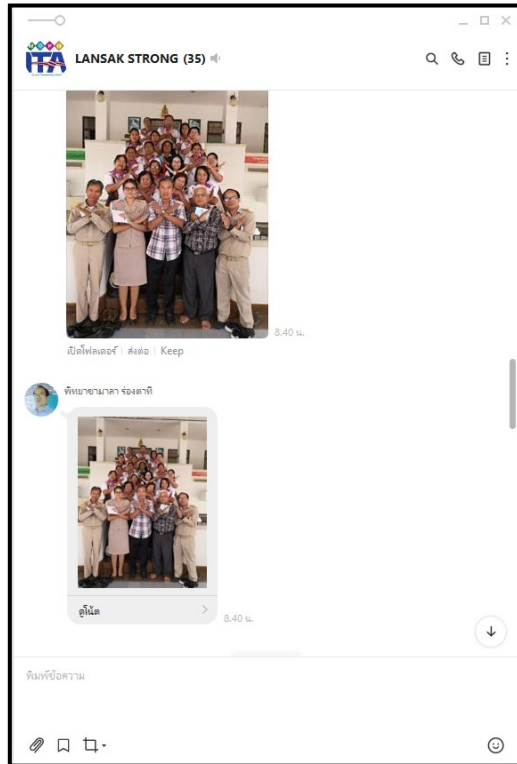 MOPH
ITA
LANSAK STRONG (35)
8.40 น.
เปิดโฟลเดอร์ | ส่งต่อ | Keep
พิทยายามาลา ร่องตาที
ดูโน้ต
8.40 น.
พิมพ์ข้อความ